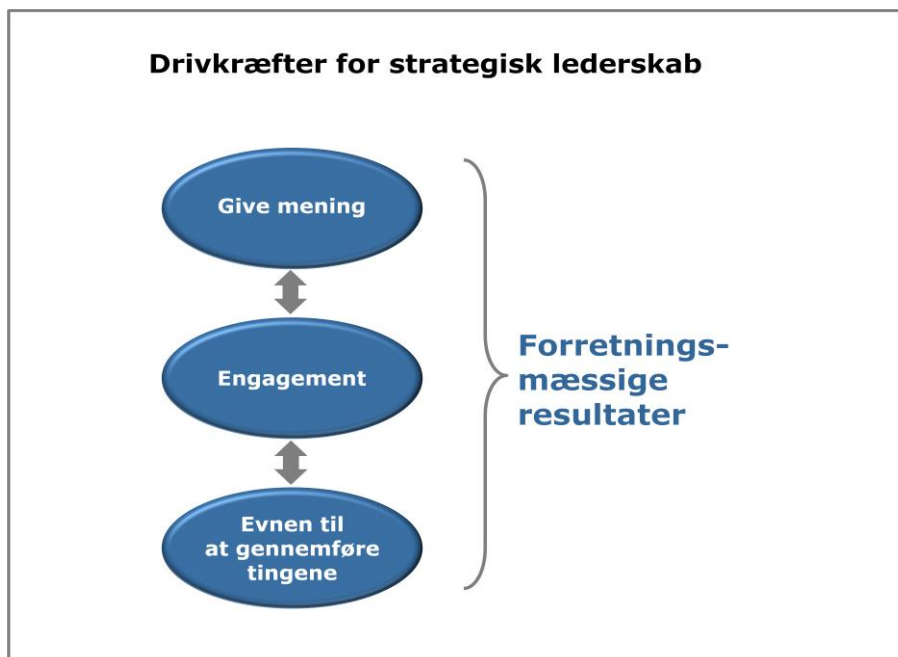 Drivkræfter for strategisk lederskab
Give mening
Engagement
Evnen til
at gennemføre
tingene
Forretnings-
mæssige
resultater